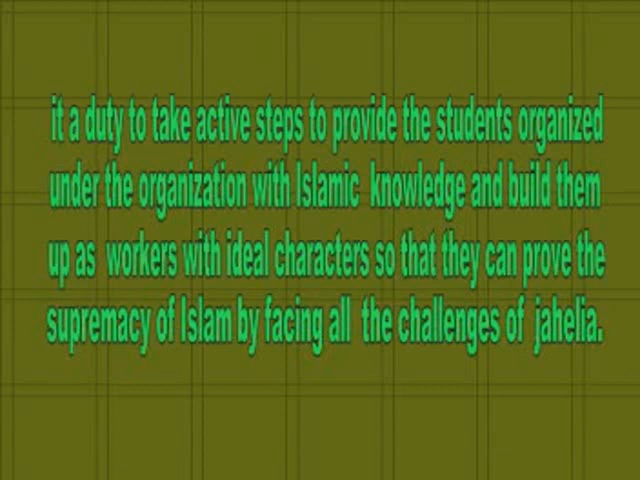 it a duty to take active steps to provide the students organized
under the organization with Islamic knowledge and build them
up as workers with ideal characters so that they can prove the
supremacy of Islam by facing all the challenges of jahelia.